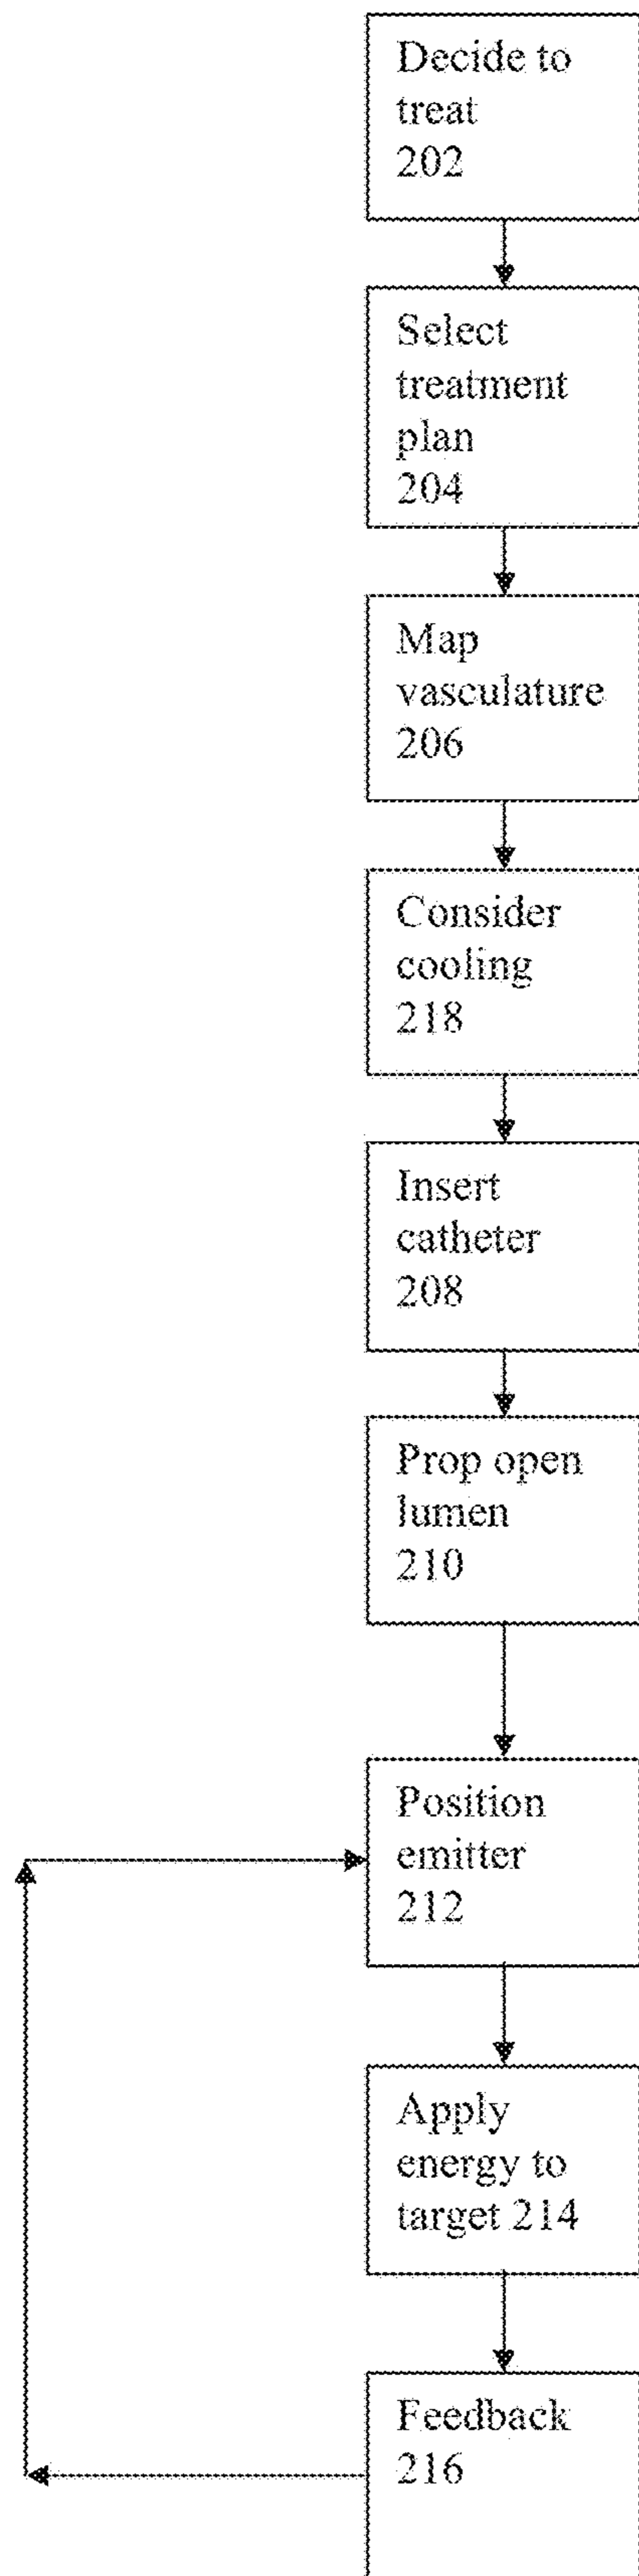 Decide to
treat
202
Select
treatment
plan
204
Map
vasculature
206
Consider
cooling
218
Insert
catheter
208
Prop open
lumen
210
Position
emitter
212
Apply
energy to
target 214
Feedback
216